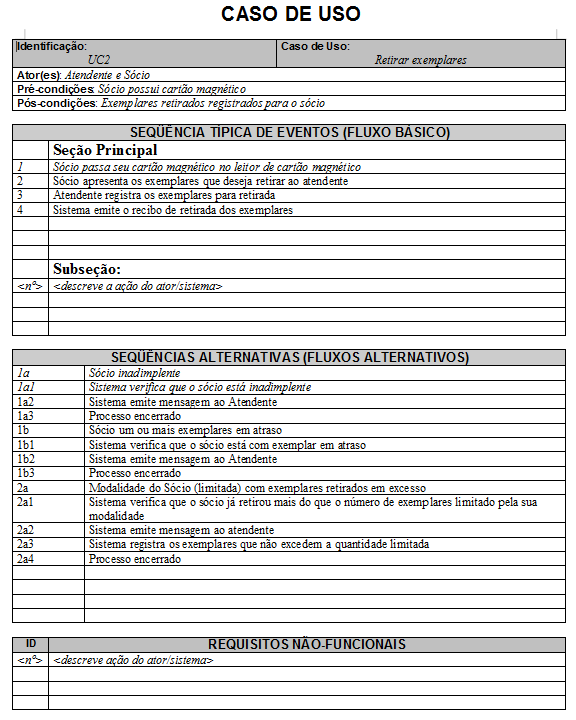 CASO DE USO
Identificação: Caso de Uso:
UC2 Retirar exemplares
Ator(es): Atendente e Sócio
Pré-condições: Sócio possui cartão magnético
Pós-condições: Exemplares retirados registrados para o sócio
SEQÜÊNCIA TÍPICA DE EVENTOS (FLUXO BÁSICO)
Seção Principal
1 Sócio passa seu cartão magnético no leitor de cartão magnético
2 Sócio apresenta os exemplares que deseja retirar ao atendente
3 Atendente registra os exemplares para retirada
4 Sistema emite o recibo de retirada dos exemplares
Subseção:
<nº> <descreve a ação do ator/sistema>
SEQÜÊNCIAS ALTERNATIVAS (FLUXOS ALTERNATIVOS)
1a Sócio inadimplente
1a1 Sistema verifica que o sócio está inadimplente
1a2 Sistema emite mensagem ao Atendente
1a3 Processo encerrado
1b Sócio um ou mais exemplares em atraso
1b1 Sistema verifica que o sócio está com exemplar em atraso
1b2 Sistema emite mensagem ao Atendente
1b3 Processo encerrado
2a Modalidade do Sócio (limitada) com exemplares retirados em excesso
2a1 Sistema verifica que o sócio já retirou mais do que o número de exemplares limitado pela sua
modalidade
2a2 Sistema emite mensagem ao atendente
2a3 Sistema registra os exemplares que não excedem a quantidade limitada
2a4 Processo encerrado
ID REQUISITOS NÃO-FUNCIONAIS
<nº> <descreve ação do ator/sistema>